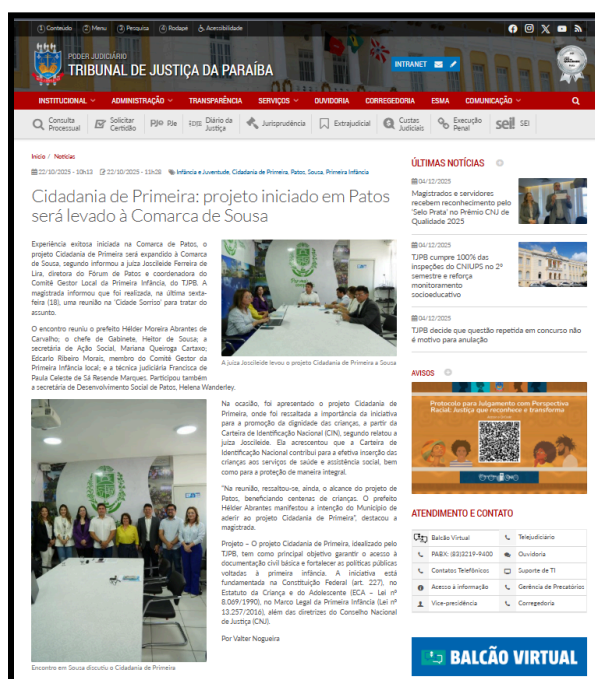 1 Conteúdo 2 Menu 3 Pesquisa 4 Rodapé Acessibilidade
PODER JUDICIÁRIO
TRIBUNAL DE JUSTIÇA DA PARAÍBA
INTRANET
INSTITUCIONAL ADMINISTRAÇÃO TRANSPARÊNCIA SERVIÇOS OUVIDORIA CORREGEDORIA ESMA COMUNICAÇÃO
Consulta Processual
Solicitar Certidão
PJe PJe
Diário da Justiça
Jurisprudência
Extrajudicial
Custas Judiciais
Execução Penal
sei! SEI
Início / Notícias
22/10/2025 - 10h13 22/10/2025 - 11h28 Infância e Juventude, Cidadania de Primeira, Patos, Sousa, Primeira Infância
Cidadania de Primeira: projeto iniciado em Patos
será levado à Comarca de Sousa
Experiência exitosa iniciada na Comarca de Patos, o
projeto Cidadania de Primeira será expandido à Comarca
de Sousa, segundo informou a juíza Joscileide Ferreira de
Lira, diretora do Fórum de Patos e coordenadora do
Comitê Gestor Local da Primeira Infância, do TJPB. A
magistrada informou que foi realizada, na última sexta-
feira (18), uma reunião na 'Cidade Sorriso' para tratar do
assunto.
O encontro reuniu o prefeito Hélder Moreira Abrantes de
Carvalho; o chefe de Gabinete, Heitor de Sousa; a
secretária de Ação Social, Mariana Queiroga Cartaxo;
Edcarlo Ribeiro Morais, membro do Comitê Gestor da
Primeira Infância local; e a técnica judiciária Francisca de
Paula Celeste de Sá Resende Marques. Participou também
a secretária de Desenvolvimento Social de Patos, Helena Wanderley.
A juíza Joscileide levou o projeto Cidadania de Primeira a Sousa
Na ocasião, foi apresentado o projeto Cidadania de
Primeira, onde foi ressaltada a importância da iniciativa
para a promoção da dignidade das crianças, a partir da
Carteira de Identificação Nacional (CIN), segundo relatou a
juíza Joscileide. Ela acrescentou que a Carteira de
Identificação Nacional contribui para a efetiva inserção das
crianças aos serviços de saúde e assistência social, bem
como para a proteção de maneira integral.
"Na reunião, ressaltou-se, ainda, o alcance do projeto de
Patos, beneficiando centenas de crianças. O prefeito
Hélder Abrantes manifestou a intenção do Município de
aderir ao projeto Cidadania de Primeira", destacou a
magistrada.
Projeto – O projeto Cidadania de Primeira, idealizado pelo
TJPB, tem como principal objetivo garantir o acesso à
documentação civil básica e fortalecer as políticas públicas
voltadas à primeira infância. A iniciativa está
fundamentada na Constituição Federal (art. 227), no
Estatuto da Criança e do Adolescente (ECA – Lei nº
8.069/1990), no Marco Legal da Primeira Infância (Lei nº
13.257/2016), além das diretrizes do Conselho Nacional
de Justiça (CNJ).
Por Valter Nogueira
Encontro em Sousa discutiu o Cidadania de Primeira
ÚLTIMAS NOTÍCIAS
04/12/2025
Magistrados e servidores
recebem reconhecimento pelo
'Selo Prata' no Prêmio CNJ de
Qualidade 2025
04/12/2025
TJPB cumpre 100% das
inspeções do CNIUPS no 2º
semestre e reforça
monitoramento
socioeducativo
04/12/2025
TJPB decide que questão repetida em concurso não
é motivo para anulação
AVISOS
Protocolo para Julgamento com Perspectiva
Racial: Justiça que reconhece e transforma
ATENDIMENTO E CONTATO
Balcão Virtual
Telejudiciário
PABX: (83)3219-9400
Ouvidoria
Contatos Telefônicos
Suporte de TI
Acesso à informação
Gerência de Precatórios
Vice-presidência
Corregedoria
BALCÃO VIRTUAL